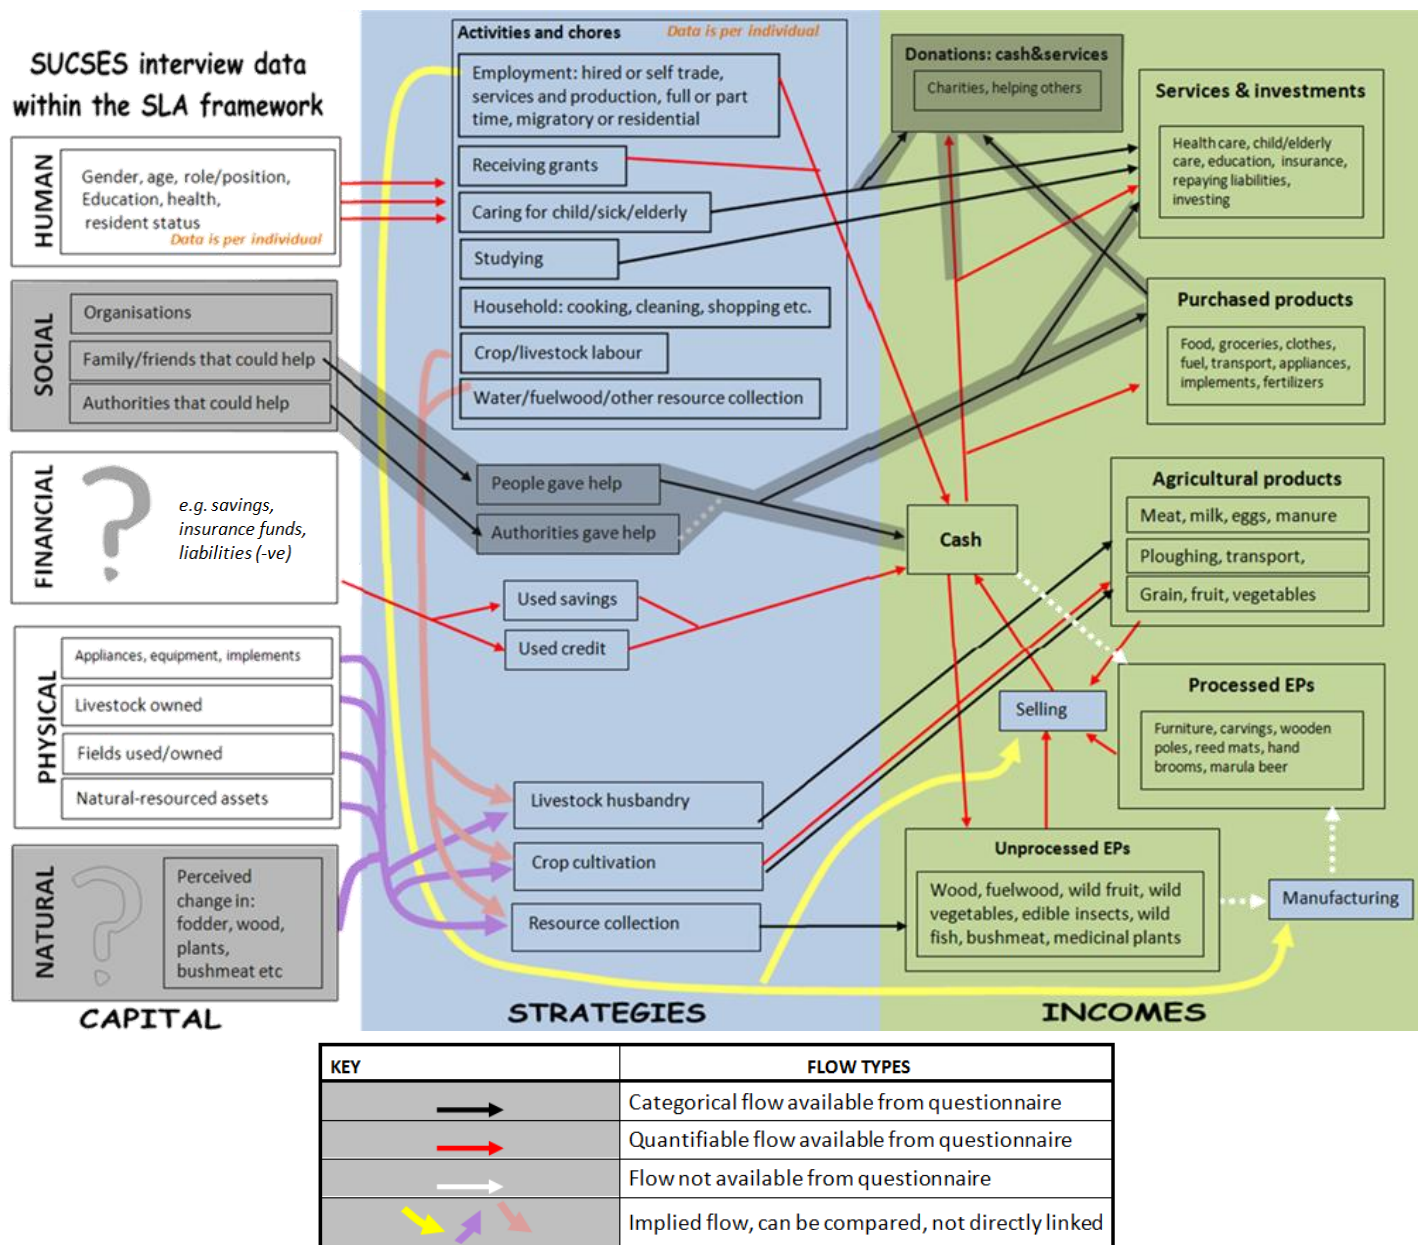 SUCSES interview data
within the SLA framework
HUMAN
Gender, age, role/position,
Education, health,
resident status
Data is per individual
SOCIAL
Organisations
Family/friends that could help
Authorities that could help
FINANCIAL
?
e.g. savings,
insurance funds,
liabilities (-ve)
PHYSICAL
Appliances, equipment, implements
Livestock owned
Fields used/owned
Natural-resourced assets
NATURAL
?
Perceived
change in:
fodder, wood,
plants,
bushmeat etc
CAPITAL
Activities and chores
Data is per individual
Employment: hired or self trade,
services and production, full or part
time, migratory or residential
Receiving grants
Caring for child/sick/elderly
Studying
Household: cooking, cleaning, shopping etc.
Crop/livestock labour
Water/fuelwood/other resource collection
People gave help
Authorities gave help
Used savings
Used credit
Livestock husbandry
Crop cultivation
Resource collection
STRATEGIES
Donations: cash&services
Charities, helping others
Services & investments
Health care, child/elderly
care, education, insurance,
repaying liabilities,
investing
Purchased products
Food, groceries, clothes,
fuel, transport, appliances,
implements, fertilizers
Agricultural products
Meat, milk, eggs, manure
Ploughing, transport,
Grain, fruit, vegetables
Cash
Selling
Processed EPs
Furniture, carvings, wooden
poles, reed mats, hand
brooms, marula beer
Unprocessed EPs
Wood, fuelwood, wild fruit, wild
vegetables, edible insects, wild
fish, bushmeat, medicinal plants
Manufacturing
INCOMES
KEY
FLOW TYPES
Categorical flow available from questionnaire
Quantifiable flow available from questionnaire
Flow not available from questionnaire
Implied flow, can be compared, not directly linked